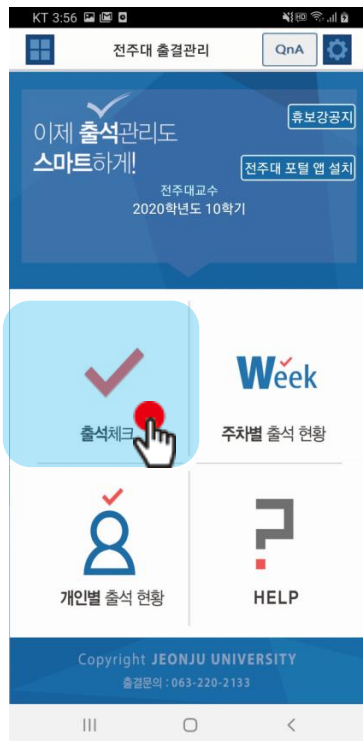 KT 3:56
전주대 출결관리
QnA
이제 출석관리도
스마트하게!
휴보강공지
전주대 포털 앱 설치
전주대교수
2020학년도 10학기
출석체크
Week
주차별 출석 현황
개인별 출석 현황
?
HELP
Copyright JEONJU UNIVERSITY
출결문의 : 063-220-2133